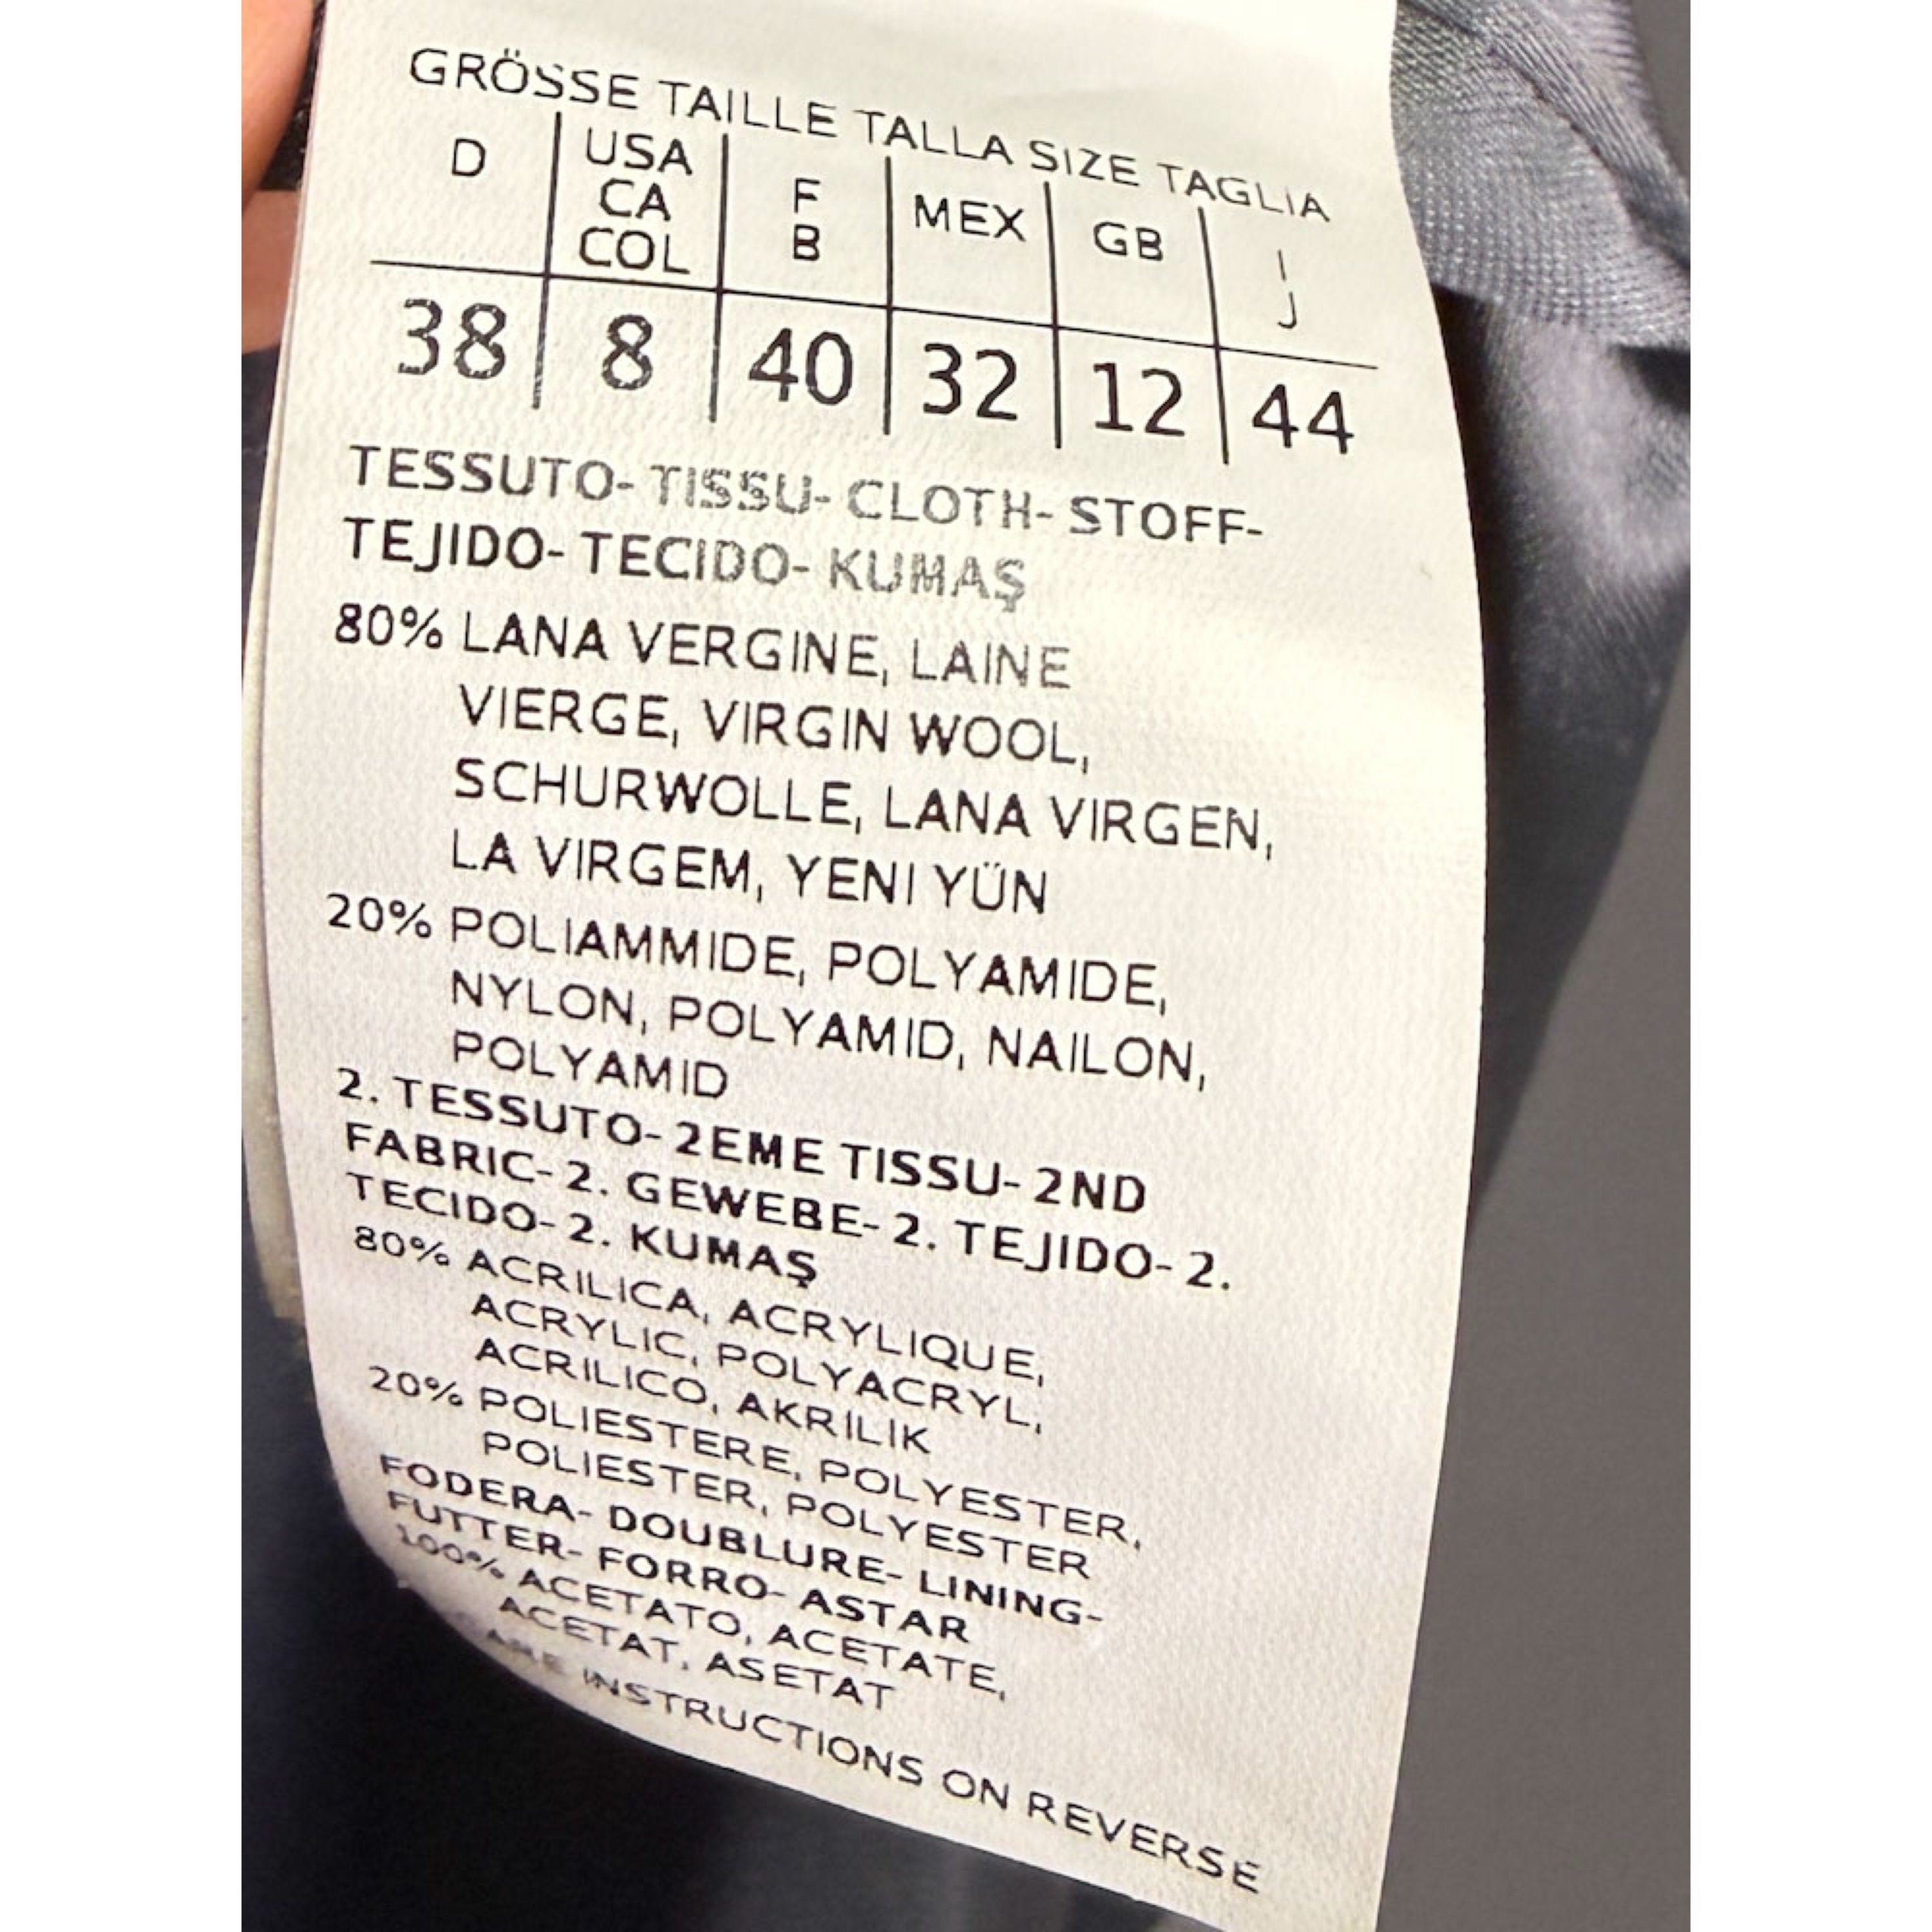 GRÖSSE TAILLE TALLA SIZE TAGLIA
D USA CA COL F B MEX GB I J
38 8 40 32 12 44
TESSUTO- TISSU- CLOTH- STOFF-
TEJIDO- TECIDO- KUMAŞ
80% LANA VERGINE, LAINE
VIERGE, VIRGIN WOOL,
SCHURWOLLE, LANA VIRGEN,
LA VIRGEM, YENI YÜN
20% POLIAMMIDE, POLYAMIDE,
NYLON, POLYAMID, NAILON,
POLYAMID
2. TESSUTO- 2EME TISSU- 2ND
FABRIC- 2. GEWEBE- 2. TEJIDO- 2.
TECIDO- 2. KUMAŞ
80% ACRILICA, ACRYLIQUE,
ACRYLIC, POLYACRYL,
ACRILICO, AKRILIK
20% POLIESTERE, POLYESTER,
POLIESTER, POLYESTER
FODERA- DOUBLURE- LINING-
FUTTER- FORRO- ASTAR
100% ACETATO, ACETATE,
ACETAT, ASETAT
INSTRUCTIONS ON REVERSE